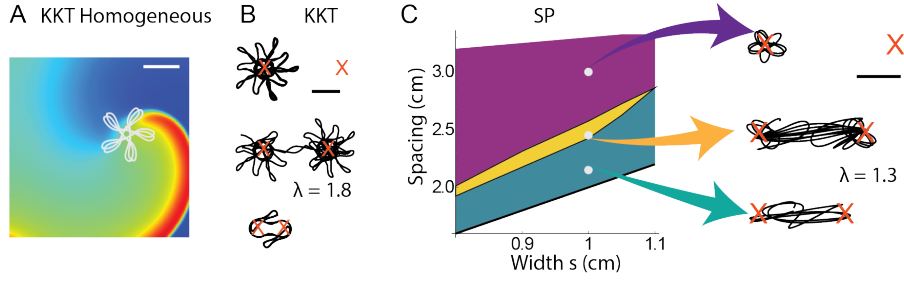 A KKT Homogeneous
B KKT
X
X
X
X
λ = 1.8
X X
C SP
Spacing (cm)
3.0
2.5
2.0
0.9 1 1.1
Width s (cm)
X
X
X
X
λ = 1.3
X
X